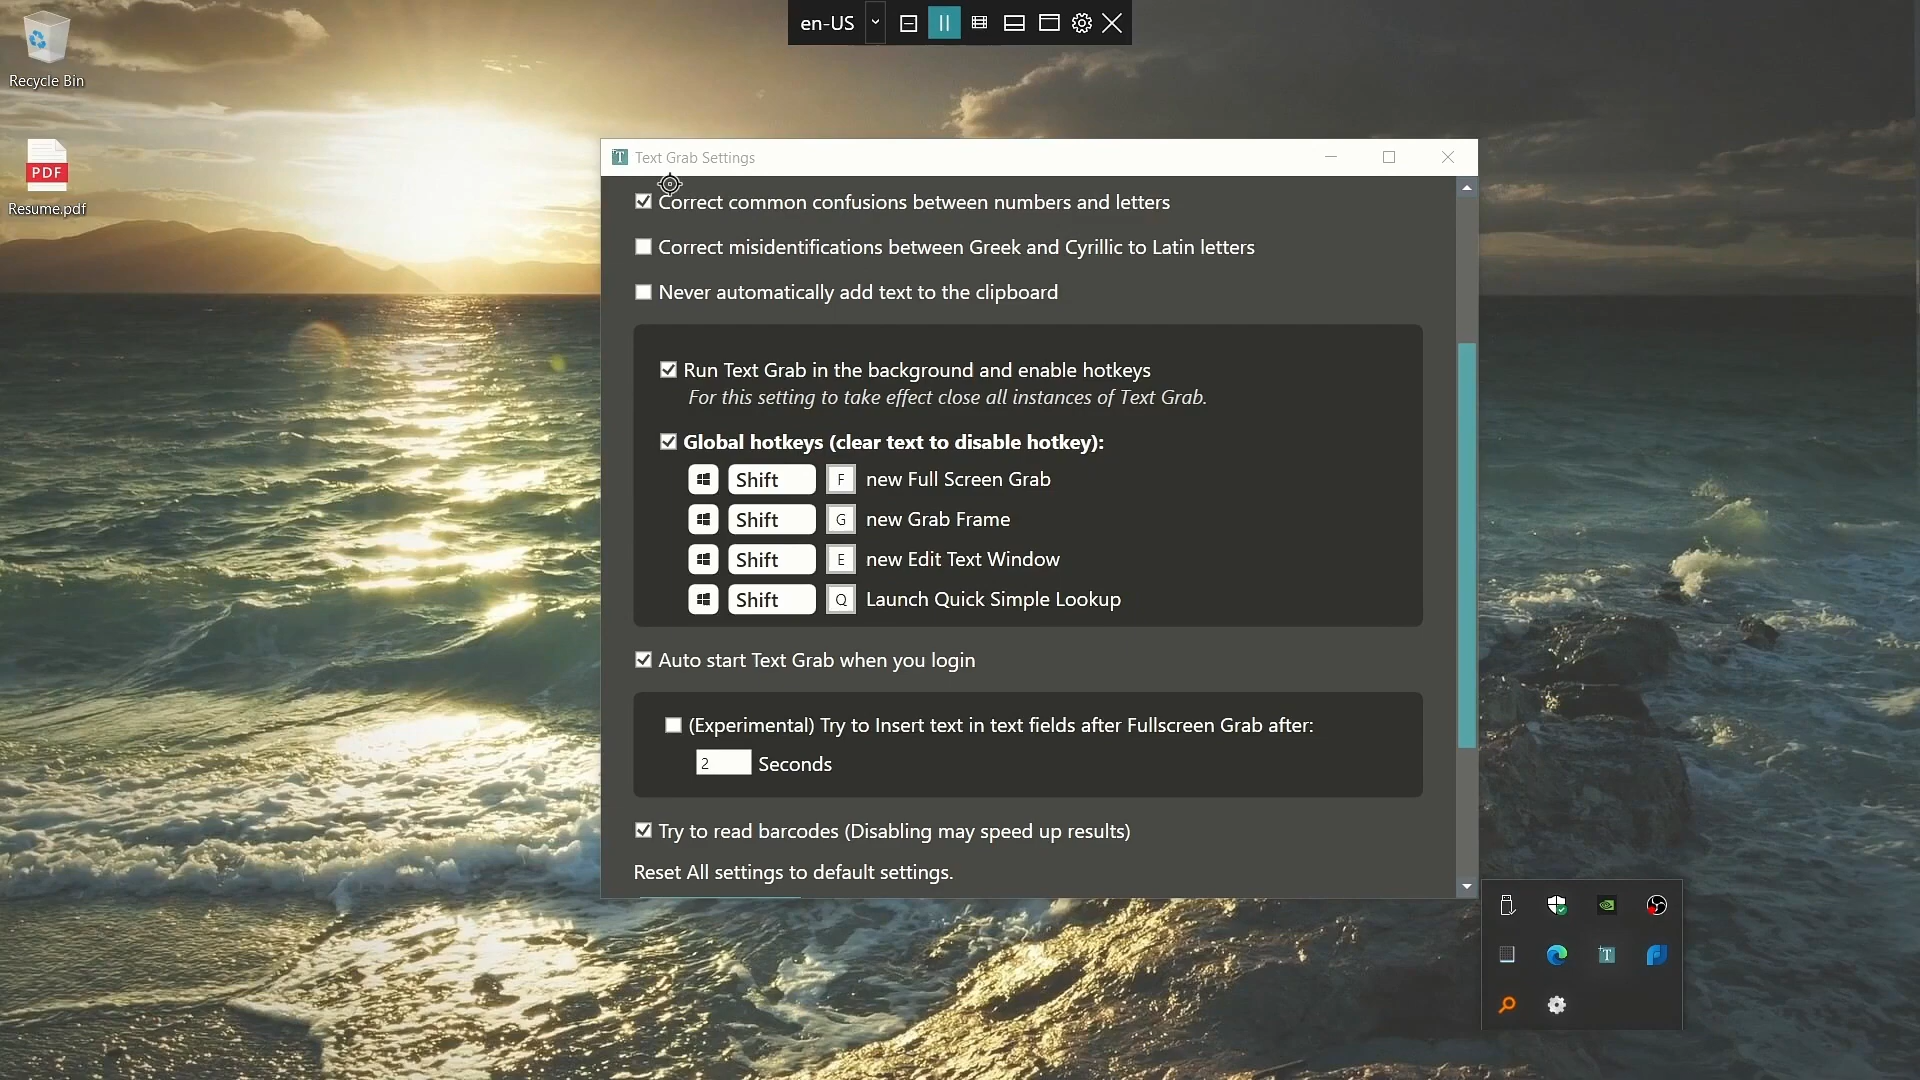 en-US
Recycle Bin
PDF
Resume.pdf
Text Grab Settings
Correct common confusions between numbers and letters
Correct misidentifications between Greek and Cyrillic to Latin letters
Never automatically add text to the clipboard
Run Text Grab in the background and enable hotkeys
For this setting to take effect close all instances of Text Grab.
Global hotkeys (clear text to disable hotkey):
Shift F new Full Screen Grab
Shift G new Grab Frame
Shift E new Edit Text Window
Shift Q Launch Quick Simple Lookup
Auto start Text Grab when you login
(Experimental) Try to Insert text in text fields after Fullscreen Grab after:
2 Seconds
Try to read barcodes (Disabling may speed up results)
Reset All settings to default settings.